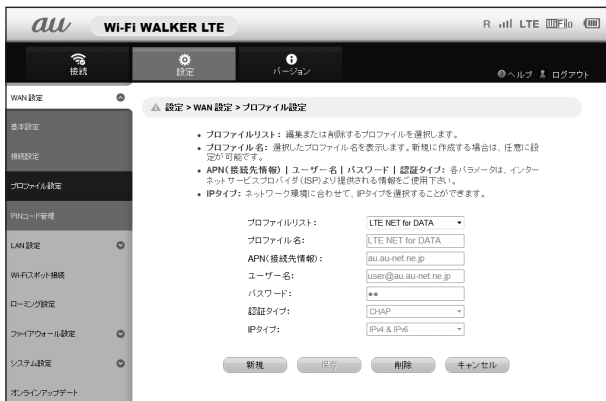 au Wi-Fi WALKER LTE
R LTE
接続
設定
バージョン
ヘルプ ログアウト
WAN 設定
基本設定
接続設定
プロファイル設定
PINコード管理
LAN 設定
Wi-Fiスポット接続
ローミング設定
ファイアウォール設定
システム設定
オンラインアップデート
設定 > WAN 設定 > プロファイル設定
• プロファイルリスト: 編集または削除するプロファイルを選択します。
• プロファイル名: 選択したプロファイル名を表示します。新規に作成する場合は、任意に設
定が可能です。
• APN(接続先情報) | ユーザー名 | パスワード | 認証タイプ: 各パラメータは、インター
ネットサービスプロバイダ(ISP)より提供される情報をご使用下さい。
• IPタイプ: ネットワーク環境に合わせて、IPタイプを選択することができます。
プロファイルリスト: LTE NET for DATA
プロファイル名: LTE NET for DATA
APN(接続先情報): au.au-net.ne.jp
ユーザー名: user@au.au-net.ne.jp
パスワード: ●●
認証タイプ: CHAP
IPタイプ: IPv4 & IPv6
新規 保存 削除 キャンセル